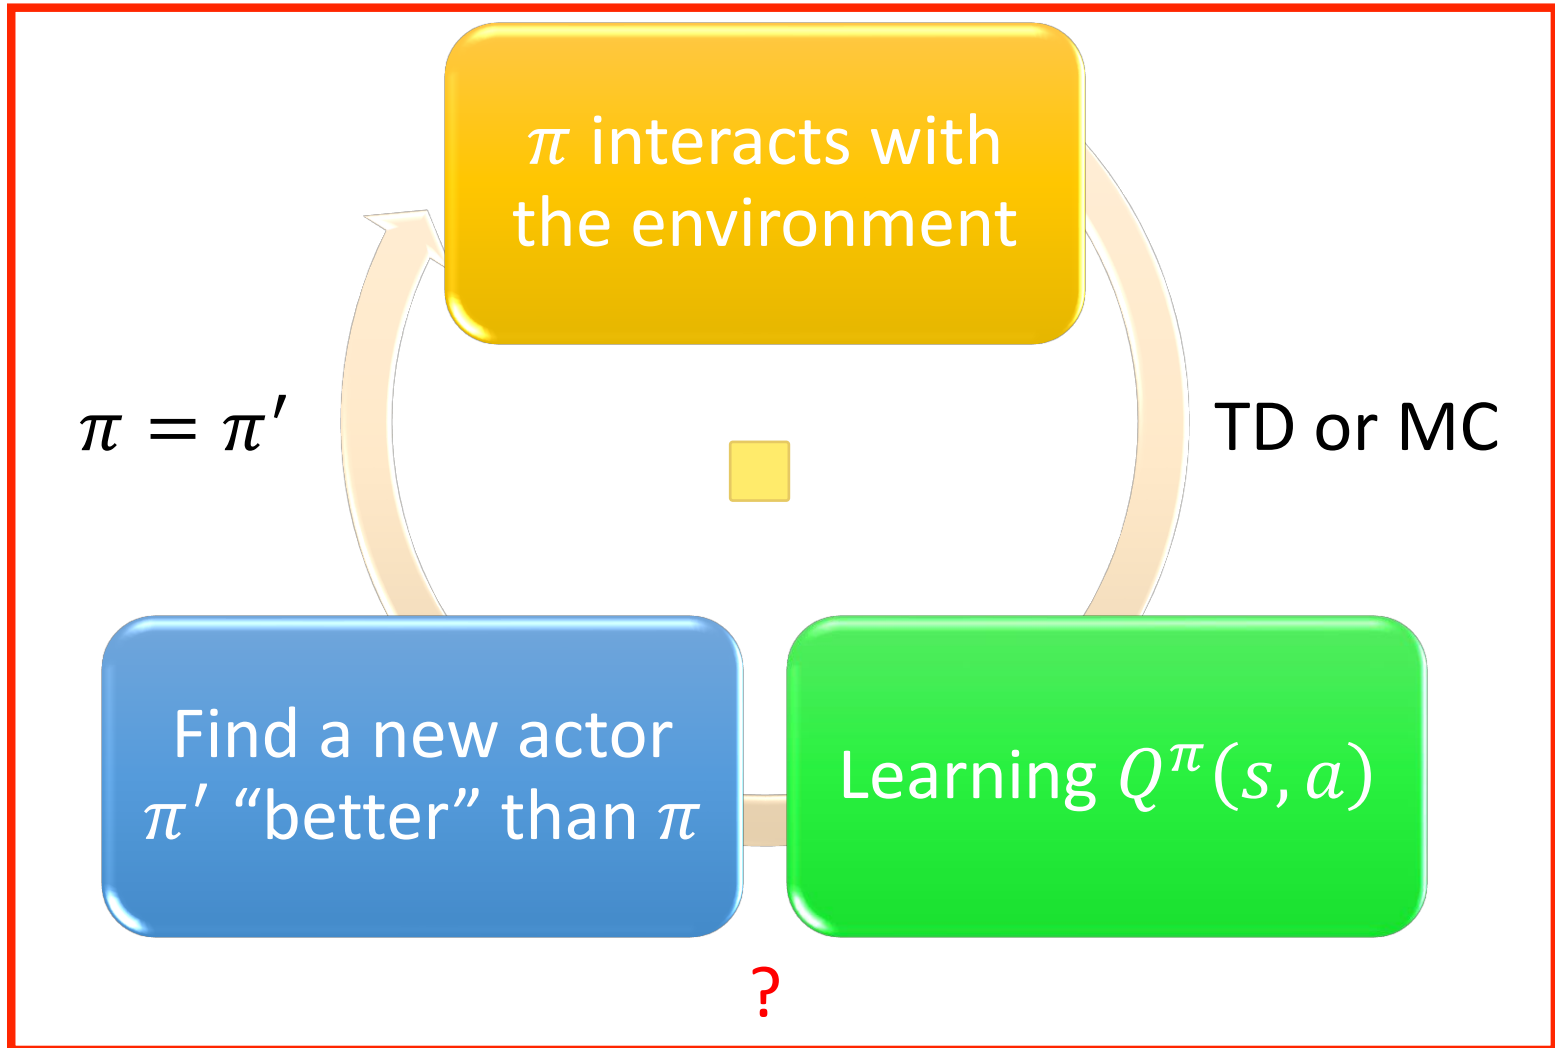 π interacts with
the environment
π = π′
TD or MC
Find a new actor
π′ “better” than π
Learning Q^π(s, a)
?